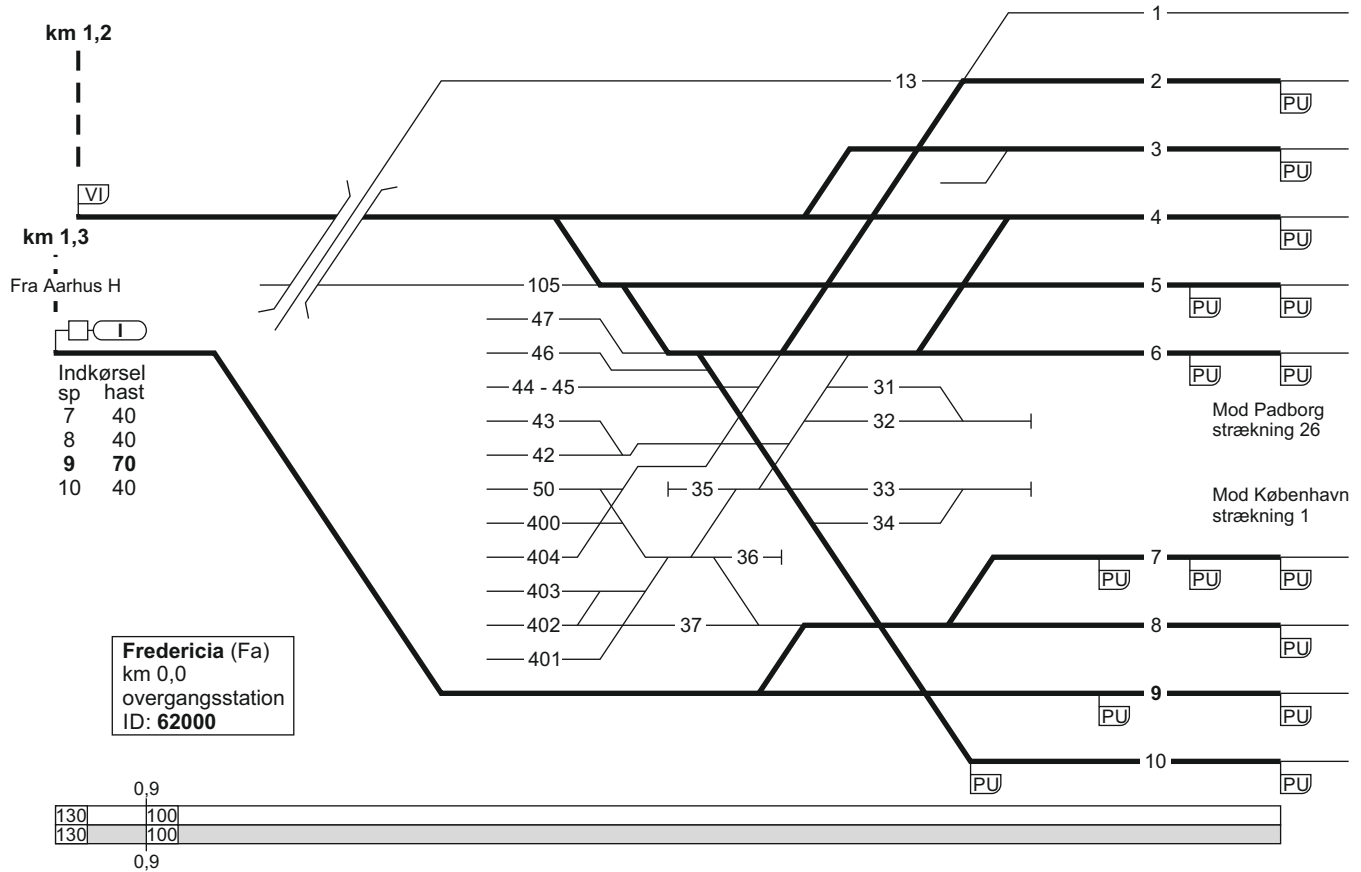 1
km 1,2
13
2
PU
3
PU
VI
4
PU
km 1,3
Fra Aarhus H
105
5
PU
PU
47
I
46
6
PU
PU
Indkørsel
sp hast
7 40
8 40
9 70
10 40
44 - 45
31
43
32
Mod Padborg
strækning 26
42
50
35
33
Mod København
strækning 1
400
34
404
36
7
PU
PU
PU
403
402
37
8
PU
401
Fredericia (Fa)
km 0,0
overgangsstation
ID: 62000
9
PU
PU
10
PU
PU
0,9
130 100
130 100
0,9